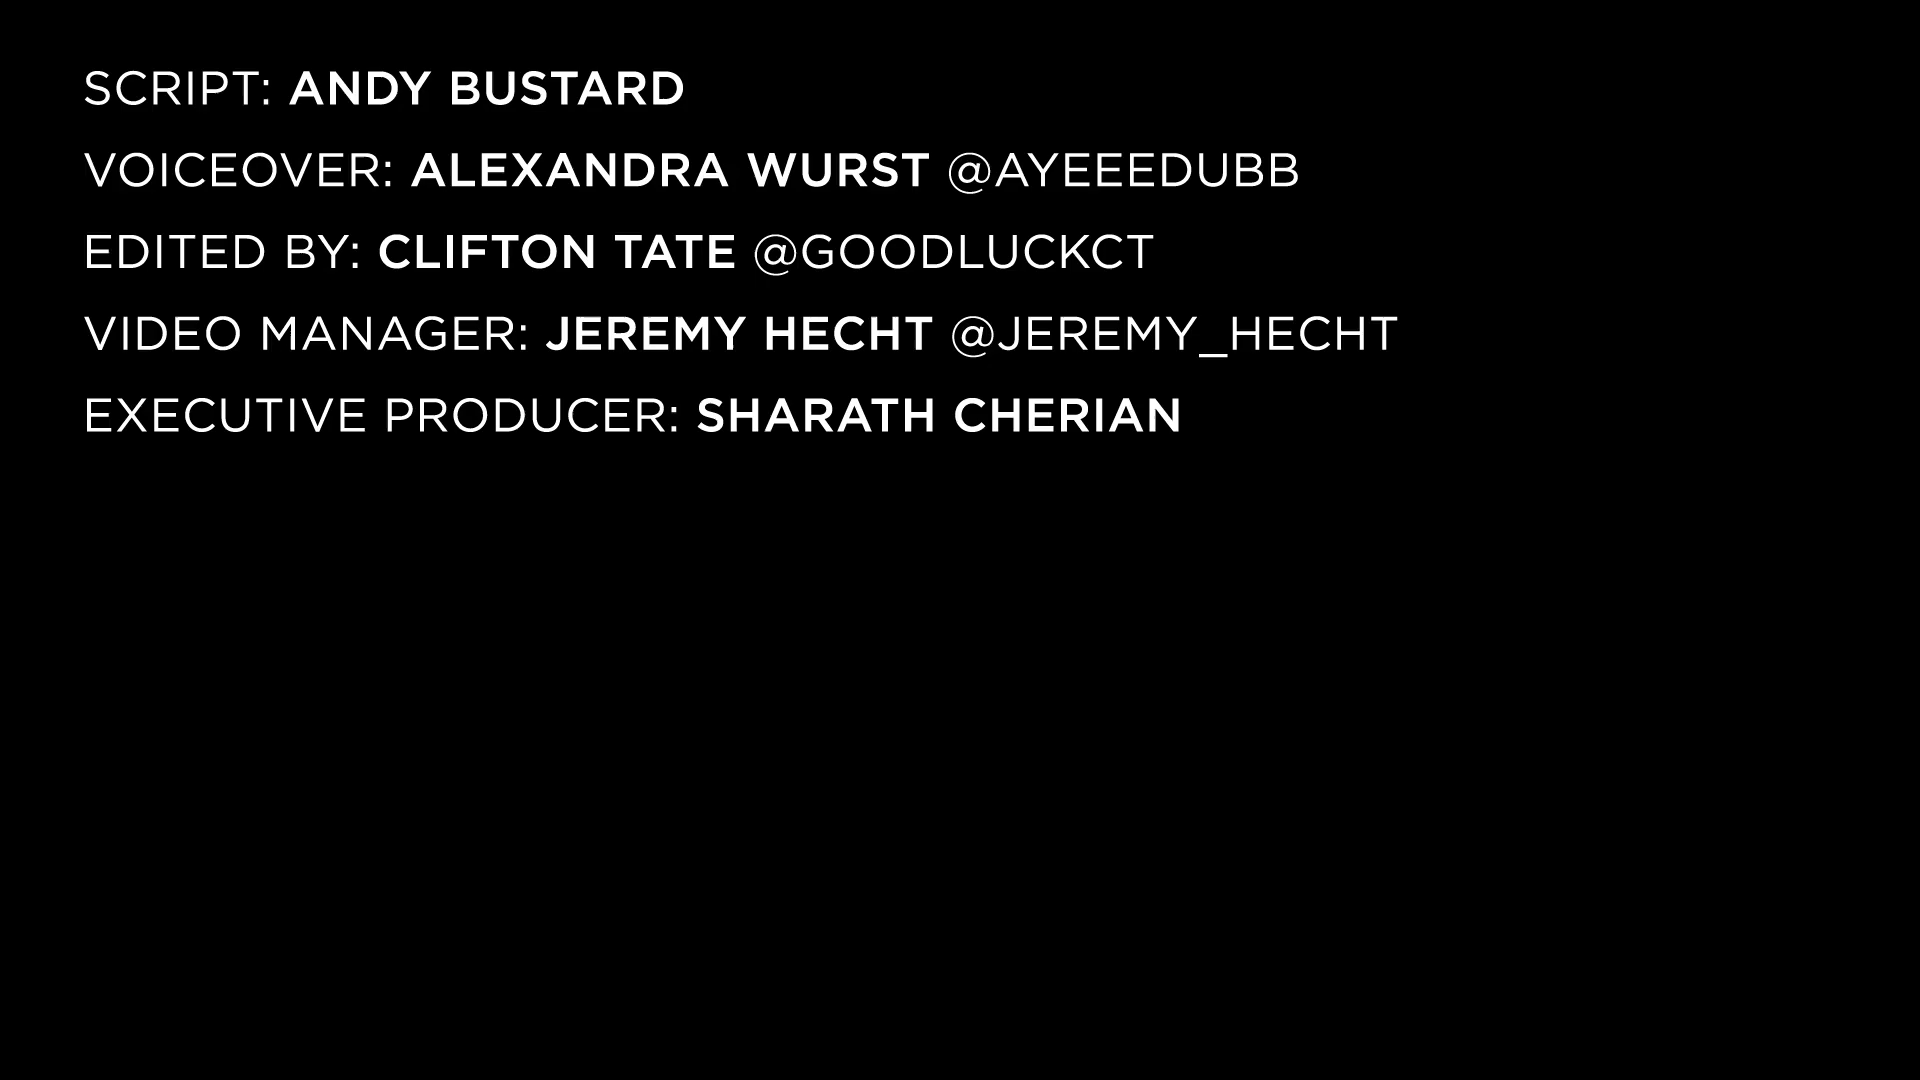 SCRIPT: ANDY BUSTARD
VOICEOVER: ALEXANDRA WURST @AYEEEDUBB
EDITED BY: CLIFTON TATE @GOODLUCKCT
VIDEO MANAGER: JEREMY HECHT @JEREMY_HECHT
EXECUTIVE PRODUCER: SHARATH CHERIAN